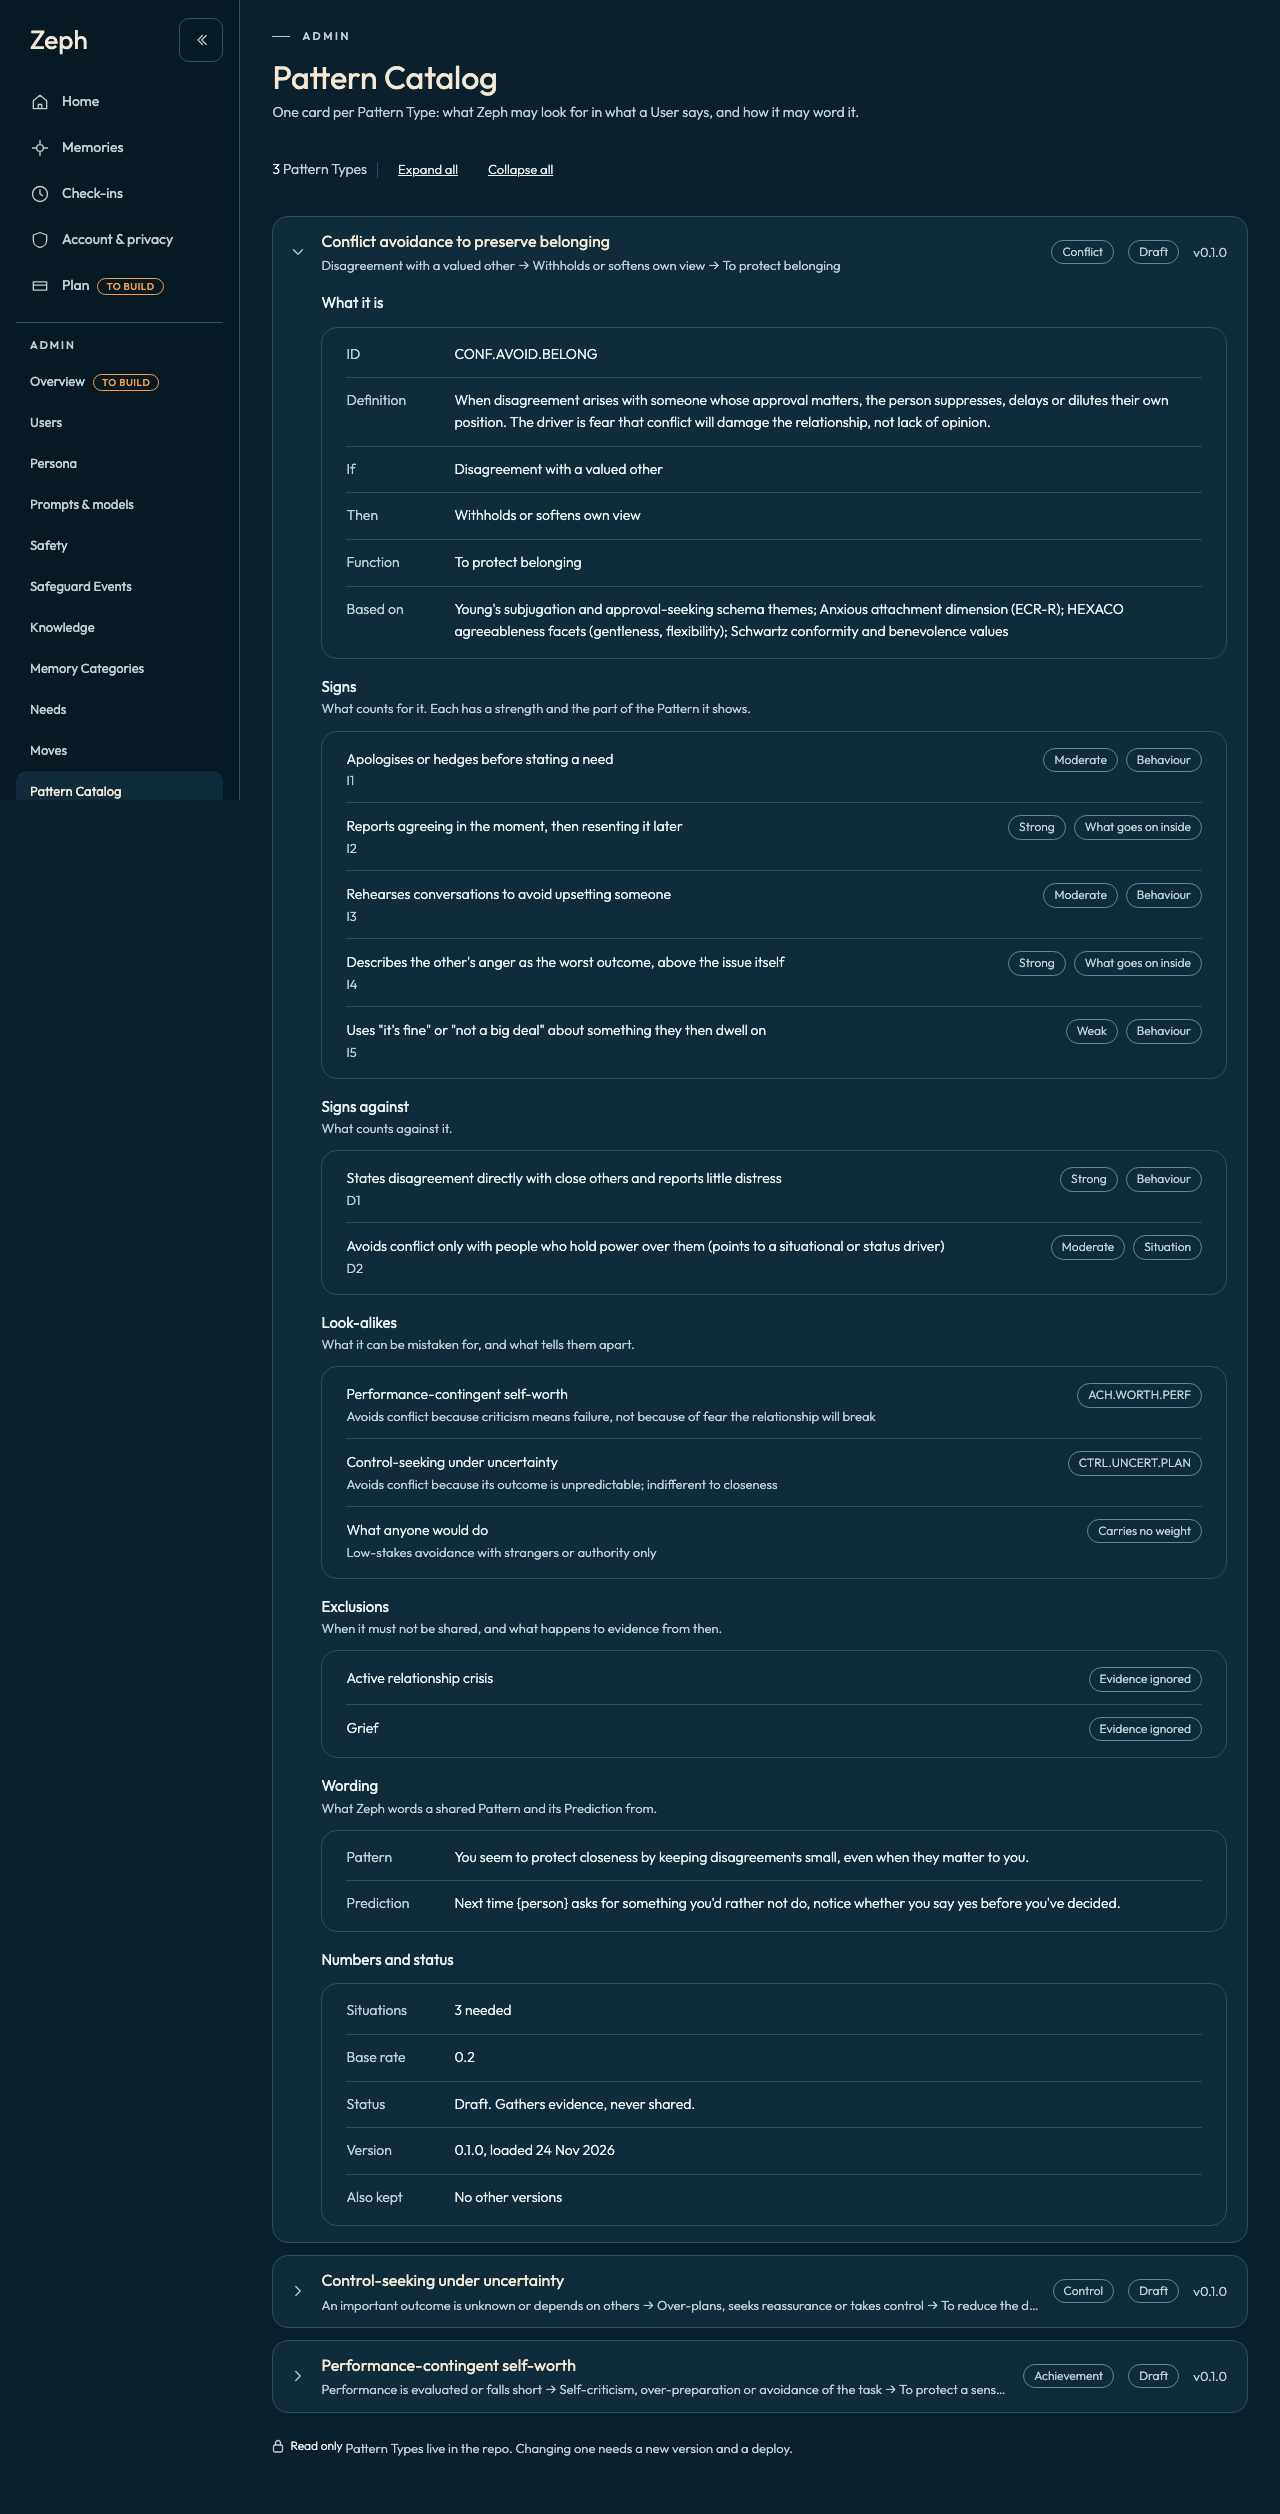 Zeph
Home
Memories
Check-ins
Account & privacy
Plan TO BUILD
ADMIN
Overview TO BUILD
Users
Persona
Prompts & models
Safety
Safeguard Events
Knowledge
Memory Categories
Needs
Moves
Pattern Catalog
ADMIN
Pattern Catalog
One card per Pattern Type: what Zeph may look for in what a User says, and how it may word it.
3 Pattern Types Expand all Collapse all
Conflict avoidance to preserve belonging
Disagreement with a valued other → Withholds or softens own view → To protect belonging
Conflict Draft v0.1.0
What it is
ID CONF.AVOID.BELONG
Definition When disagreement arises with someone whose approval matters, the person suppresses, delays or dilutes their own
position. The driver is fear that conflict will damage the relationship, not lack of opinion.
If Disagreement with a valued other
Then Withholds or softens own view
Function To protect belonging
Based on Young's subjugation and approval-seeking schema themes; Anxious attachment dimension (ECR-R); HEXACO
agreeableness facets (gentleness, flexibility); Schwartz conformity and benevolence values
Signs
What counts for it. Each has a strength and the part of the Pattern it shows.
Apologises or hedges before stating a need Moderate Behaviour
I1
Reports agreeing in the moment, then resenting it later Strong What goes on inside
I2
Rehearses conversations to avoid upsetting someone Moderate Behaviour
I3
Describes the other's anger as the worst outcome, above the issue itself Strong What goes on inside
I4
Uses "it's fine" or "not a big deal" about something they then dwell on Weak Behaviour
I5
Signs against
What counts against it.
States disagreement directly with close others and reports little distress Strong Behaviour
D1
Avoids conflict only with people who hold power over them (points to a situational or status driver) Moderate Situation
D2
Look-alikes
What it can be mistaken for, and what tells them apart.
Performance-contingent self-worth ACH.WORTH.PERF
Avoids conflict because criticism means failure, not because of fear the relationship will break
Control-seeking under uncertainty CTRL.UNCERT.PLAN
Avoids conflict because its outcome is unpredictable; indifferent to closeness
What anyone would do Carries no weight
Low-stakes avoidance with strangers or authority only
Exclusions
When it must not be shared, and what happens to evidence from then.
Active relationship crisis Evidence ignored
Grief Evidence ignored
Wording
What Zeph words a shared Pattern and its Prediction from.
Pattern You seem to protect closeness by keeping disagreements small, even when they matter to you.
Prediction Next time {person} asks for something you'd rather not do, notice whether you say yes before you've decided.
Numbers and status
Situations 3 needed
Base rate 0.2
Status Draft. Gathers evidence, never shared.
Version 0.1.0, loaded 24 Nov 2026
Also kept No other versions
Control-seeking under uncertainty
An important outcome is unknown or depends on others → Over-plans, seeks reassurance or takes control → To reduce the d...
Control Draft v0.1.0
Performance-contingent self-worth
Performance is evaluated or falls short → Self-criticism, over-preparation or avoidance of the task → To protect a sens...
Achievement Draft v0.1.0
Read only Pattern Types live in the repo. Changing one needs a new version and a deploy.